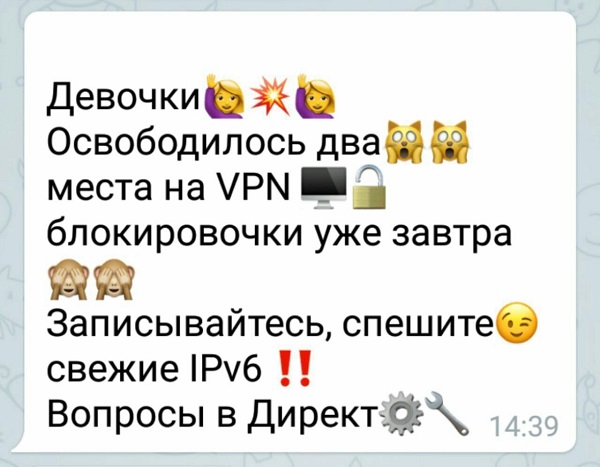 Девочки🙋💥🙋
Освободилось два🙀🙀
места на VPN 🖥️🔓
блокировочки уже завтра
🙈🙈
Записывайтесь, спешите😉
свежие IPv6 ‼️
Вопросы в Директ⚙️🔧
14:39